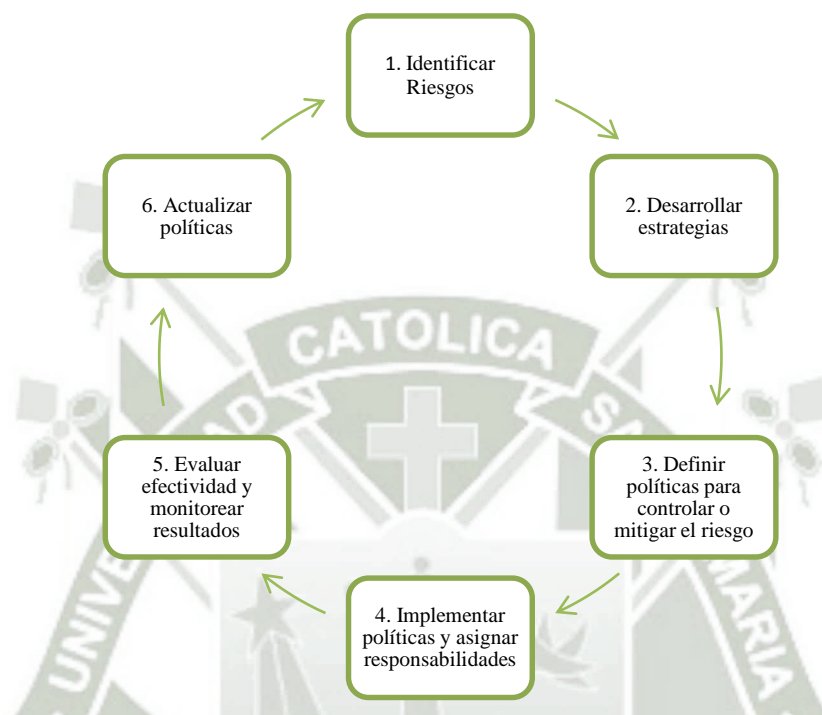 1. Identificar
Riesgos
2. Desarrollar
estrategias
3. Definir
políticas para
controlar o
mitigar el riesgo
4. Implementar
políticas y asignar
responsabilidades
5. Evaluar
efectividad y
monitorear
resultados
6. Actualizar
políticas
CATOLICA
MARIA